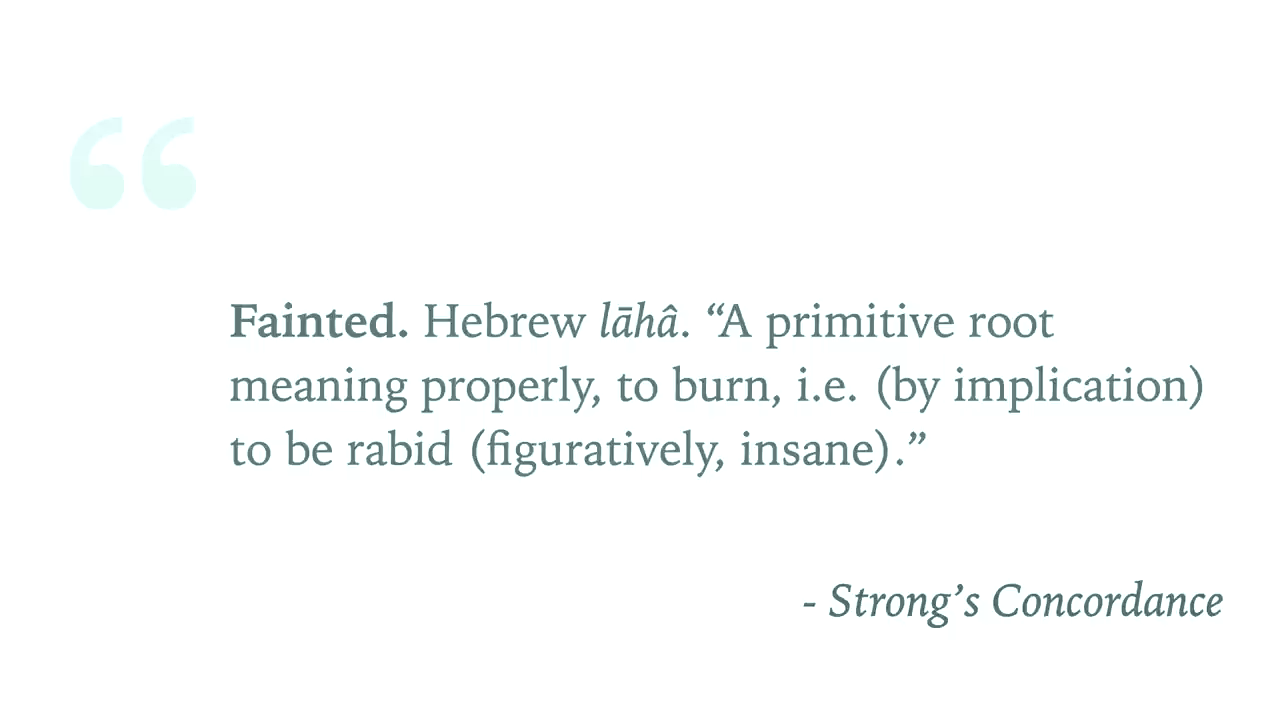 “
Fainted. Hebrew lāhâ. “A primitive root
meaning properly, to burn, i.e. (by implication)
to be rabid (figuratively, insane).”
- Strong’s Concordance